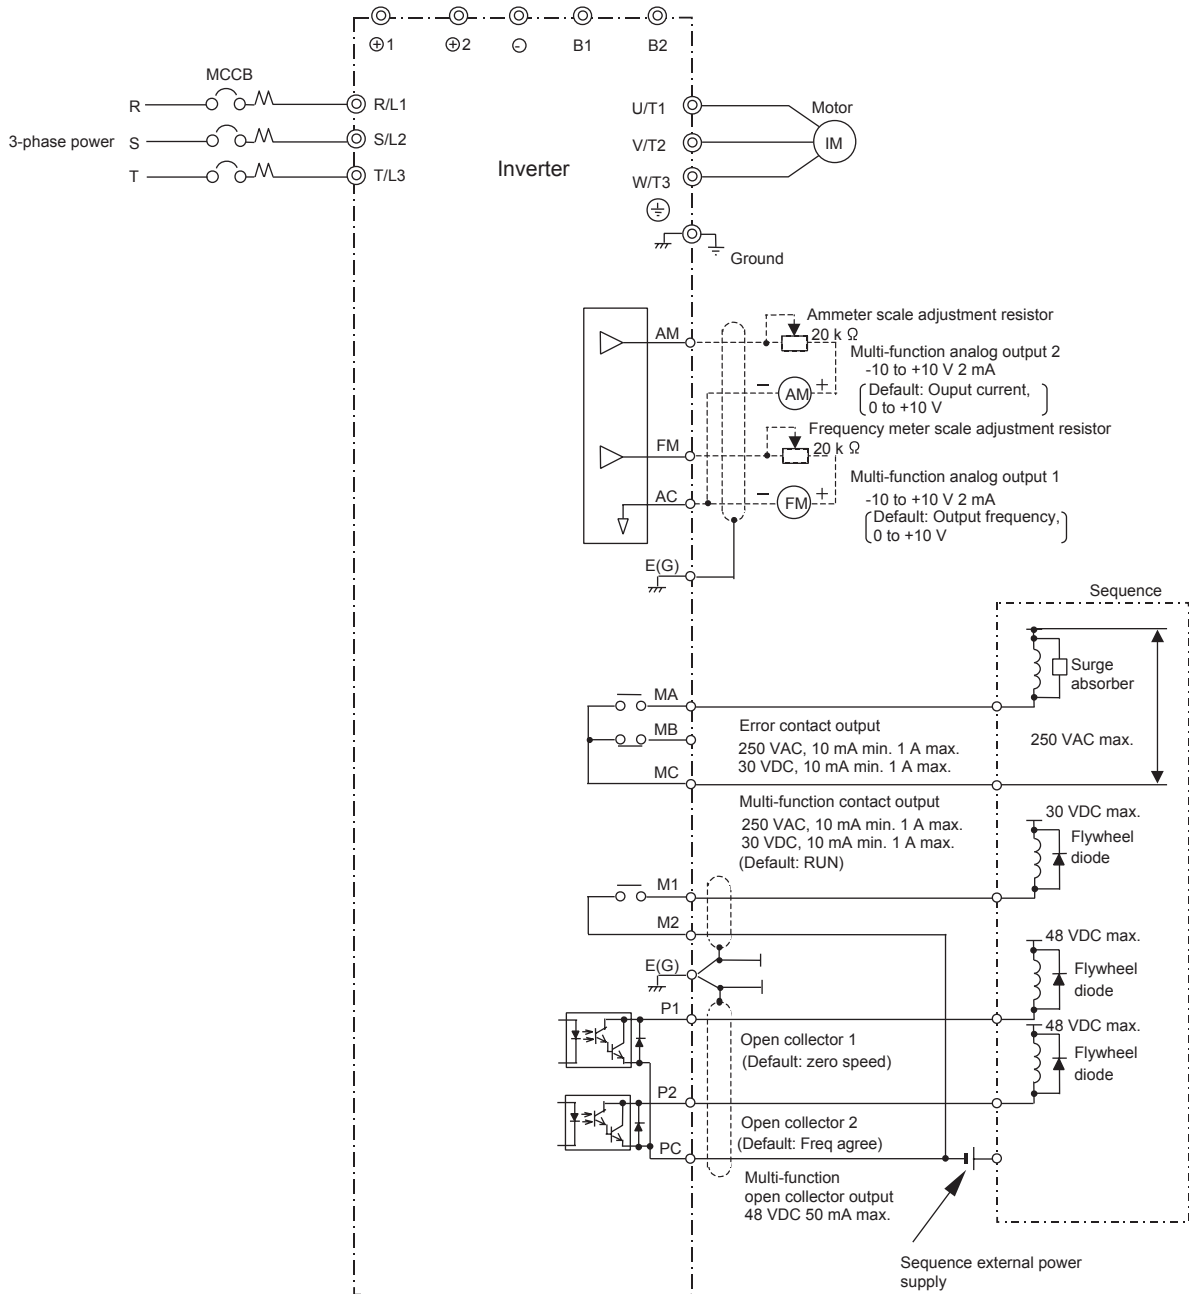 ⊕1 ⊕2 ⊖ B1 B2
MCCB
3-phase power
R
S
T
R/L1
S/L2
T/L3
Inverter
U/T1
V/T2
W/T3
Motor
IM
Ground
AM
Ammeter scale adjustment resistor
20 k Ω
Multi-function analog output 2
-10 to +10 V 2 mA
Default: Ouput current,
0 to +10 V
− AM +
FM
Frequency meter scale adjustment resistor
20 k Ω
Multi-function analog output 1
-10 to +10 V 2 mA
Default: Output frequency,
0 to +10 V
AC
− FM +
E(G)
Sequence
Surge
absorber
250 VAC max.
MA
MB
MC
Error contact output
250 VAC, 10 mA min. 1 A max.
30 VDC, 10 mA min. 1 A max.
Multi-function contact output
250 VAC, 10 mA min. 1 A max.
30 VDC, 10 mA min. 1 A max.
(Default: RUN)
30 VDC max.
Flywheel
diode
M1
M2
E(G)
48 VDC max.
Flywheel
diode
P1
Open collector 1
(Default: zero speed)
48 VDC max.
Flywheel
diode
P2
Open collector 2
(Default: Freq agree)
PC
Multi-function
open collector output
48 VDC 50 mA max.
Sequence external power
supply